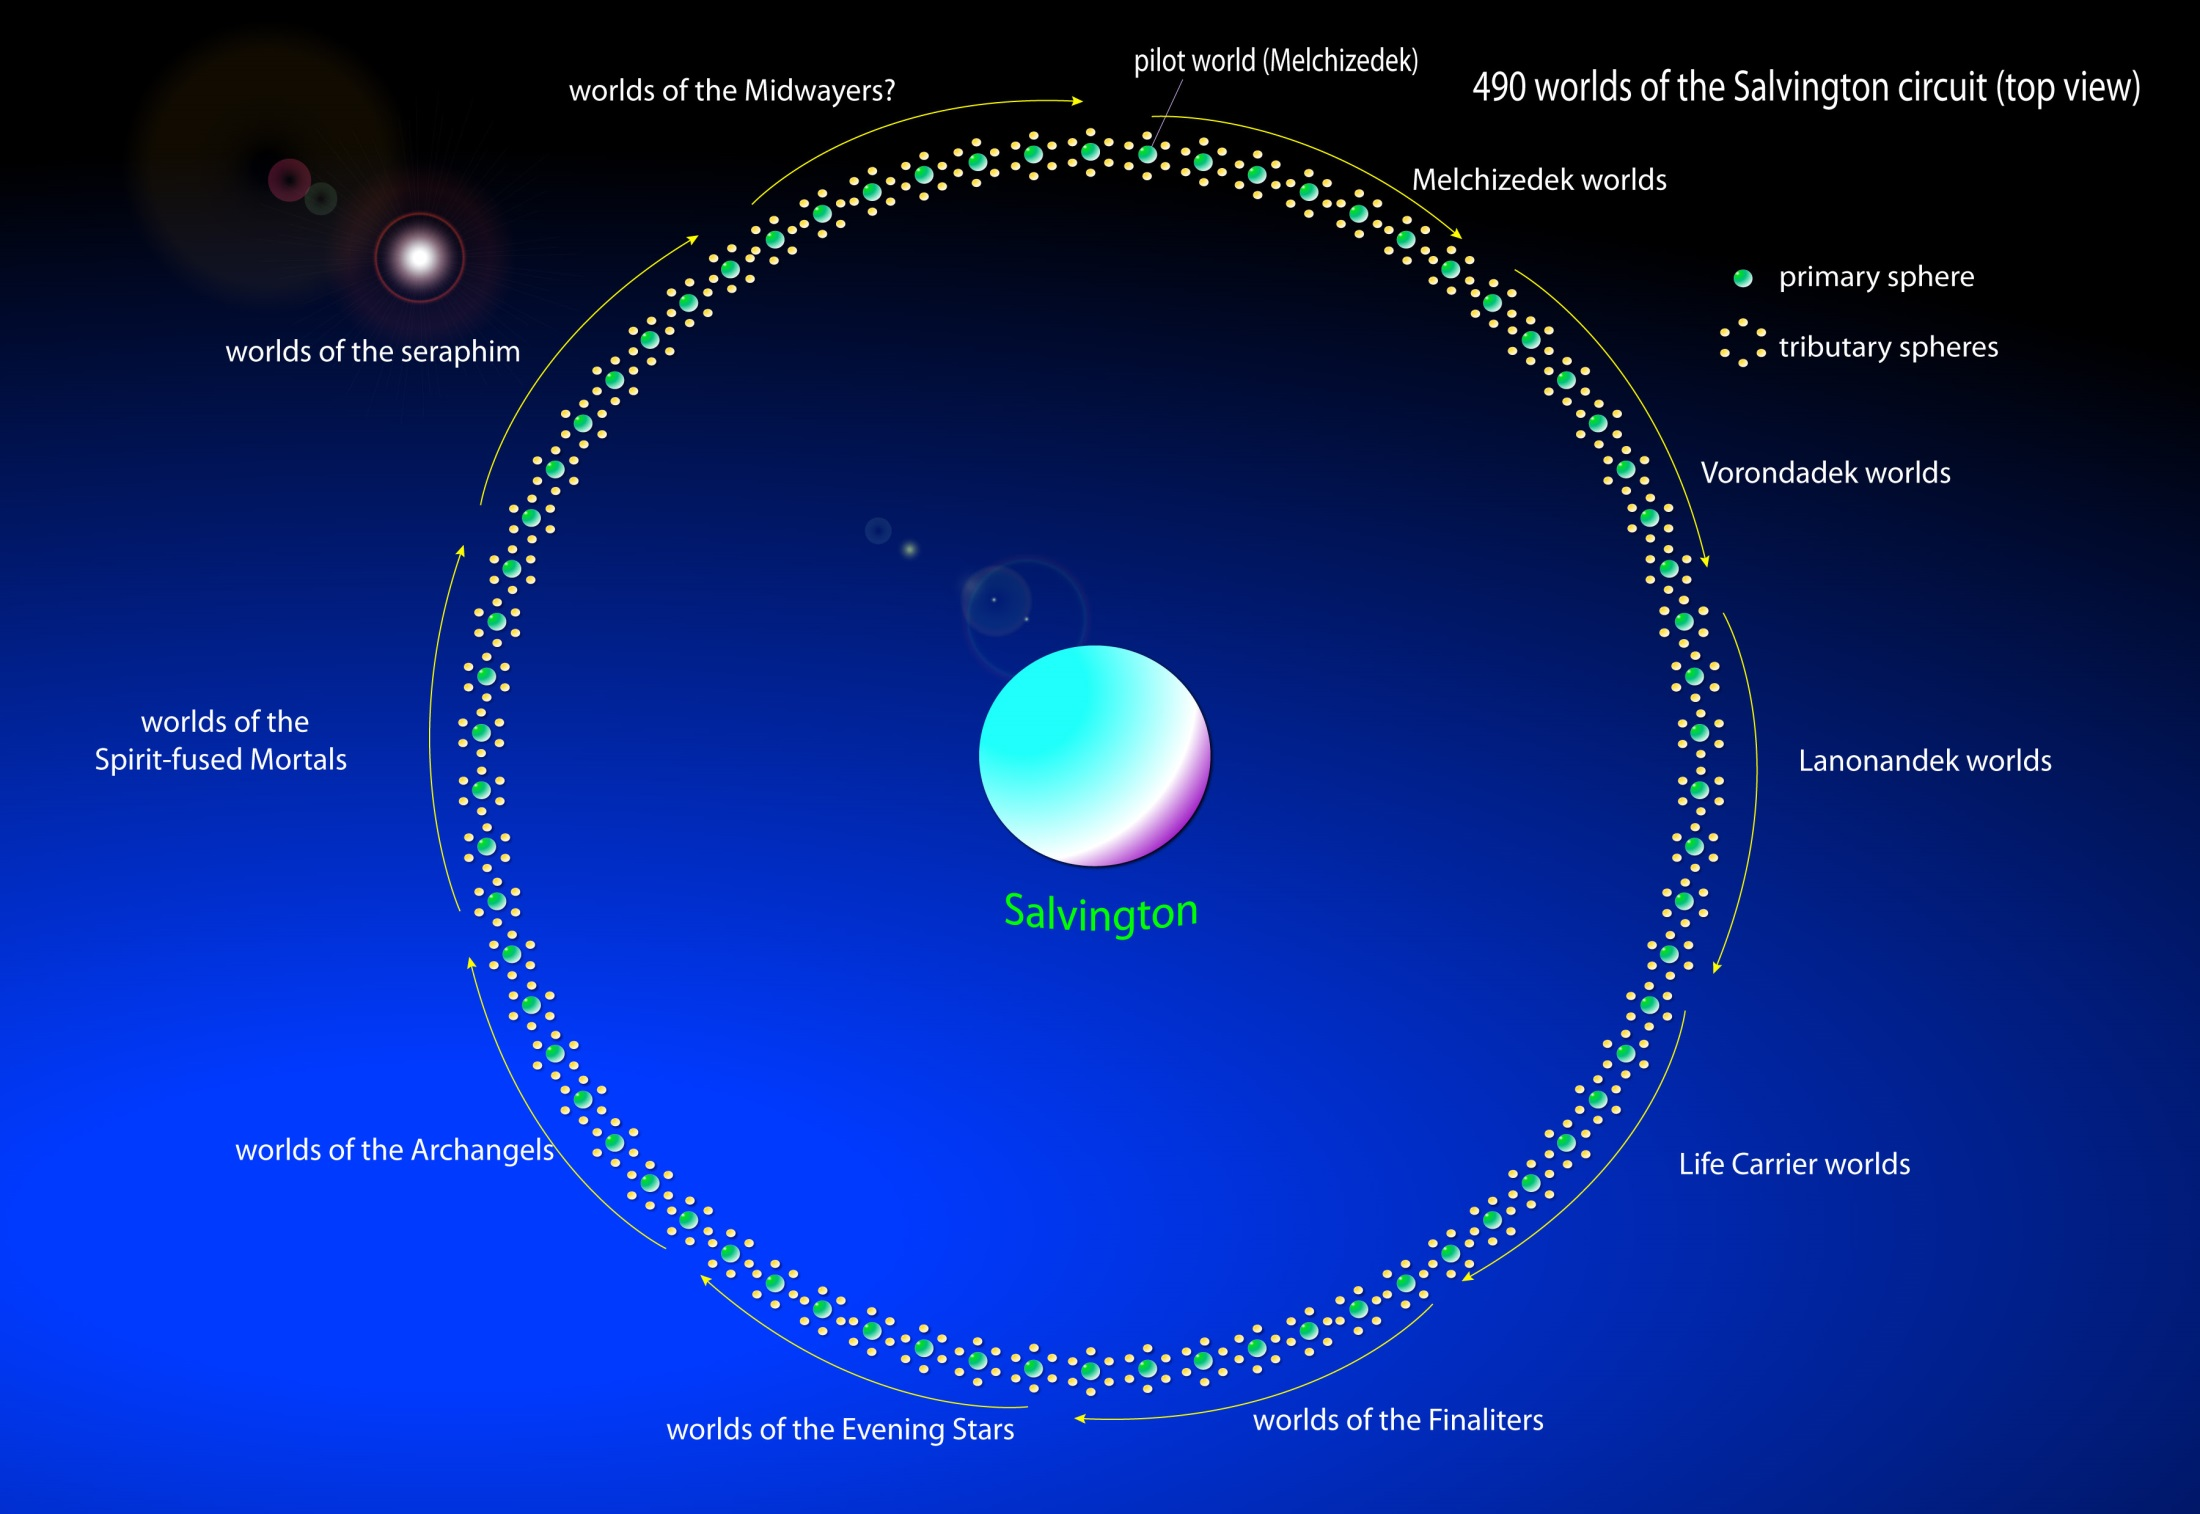 pilot world (Melchizedek)
490 worlds of the Salvington circuit (top view)
worlds of the Midwayers?
Melchizedek worlds
primary sphere
tributary spheres
worlds of the seraphim
Vorondadek worlds
worlds of the
Spirit-fused Mortals
Lanonandek worlds
Salvington
worlds of the Archangels
Life Carrier worlds
worlds of the Evening Stars
worlds of the Finaliters